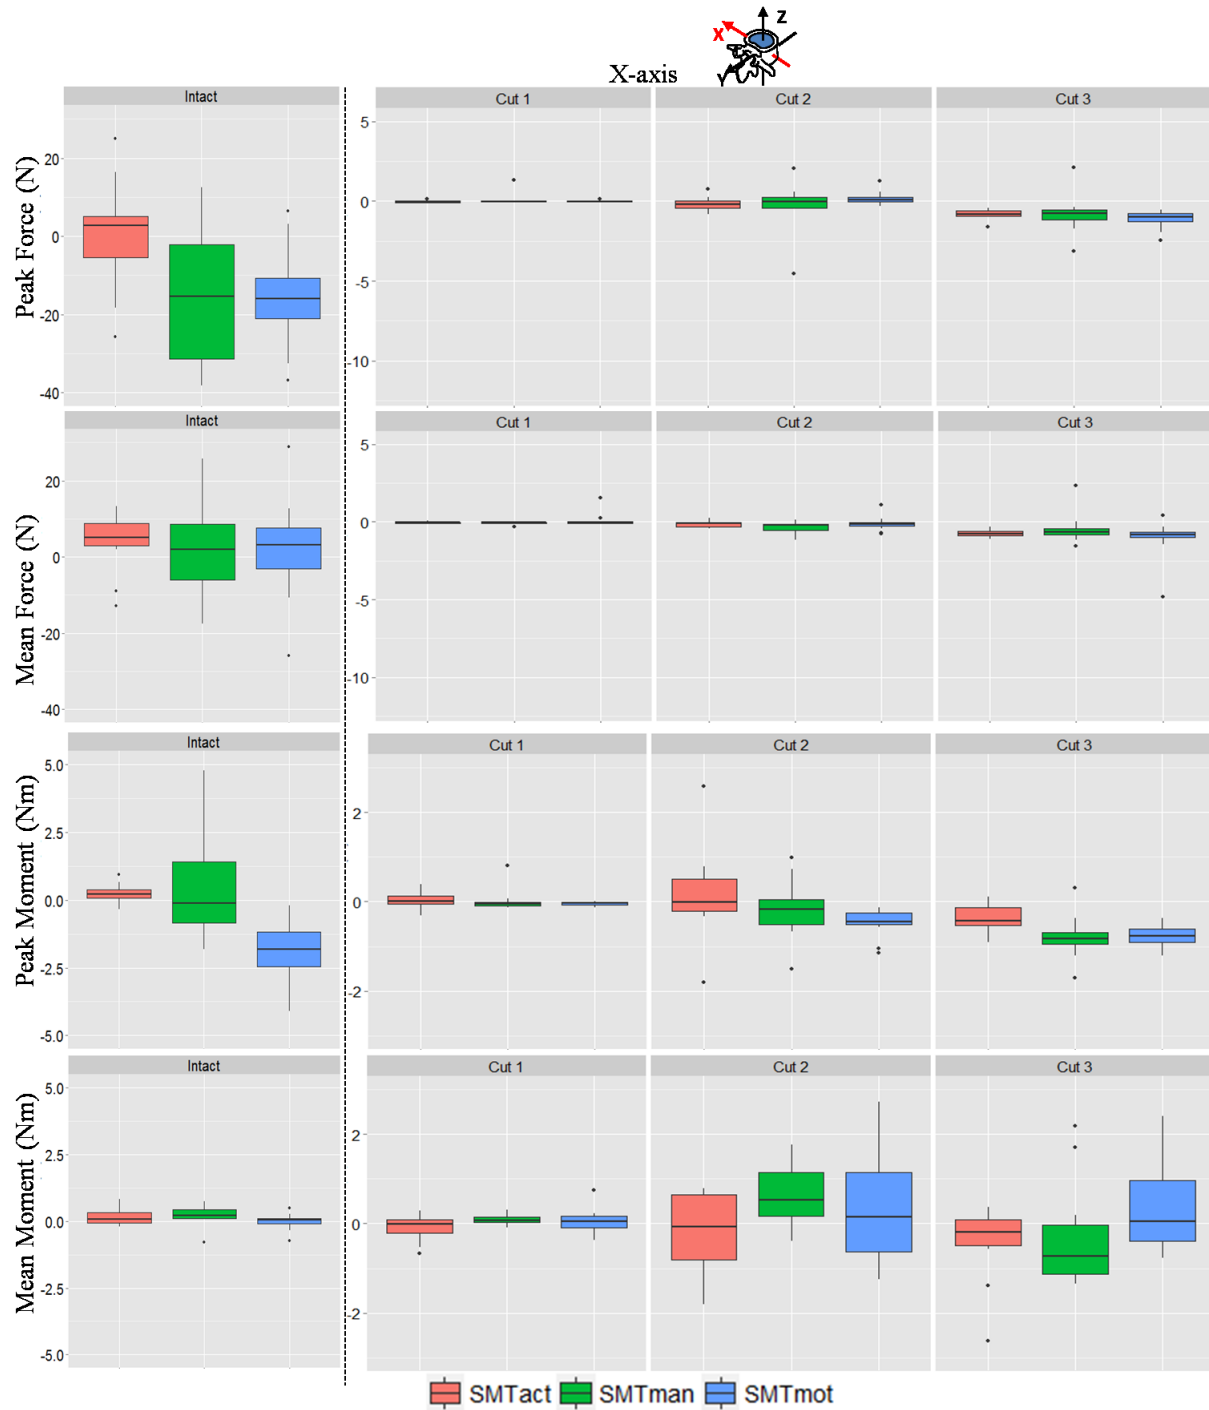 Z
X
Y
X-axis
Intact
Cut 1
Cut 2
Cut 3
Peak Force (N)
20
0
-20
-40
5
0
-5
-10
Intact
Cut 1
Cut 2
Cut 3
Mean Force (N)
20
0
-20
-40
5
0
-5
-10
Intact
Cut 1
Cut 2
Cut 3
Peak Moment (Nm)
5.0
2.5
0.0
-2.5
-5.0
2
0
-2
Intact
Cut 1
Cut 2
Cut 3
Mean Moment (Nm)
5.0
2.5
0.0
-2.5
-5.0
2
0
-2
SMTact SMTman SMTmot